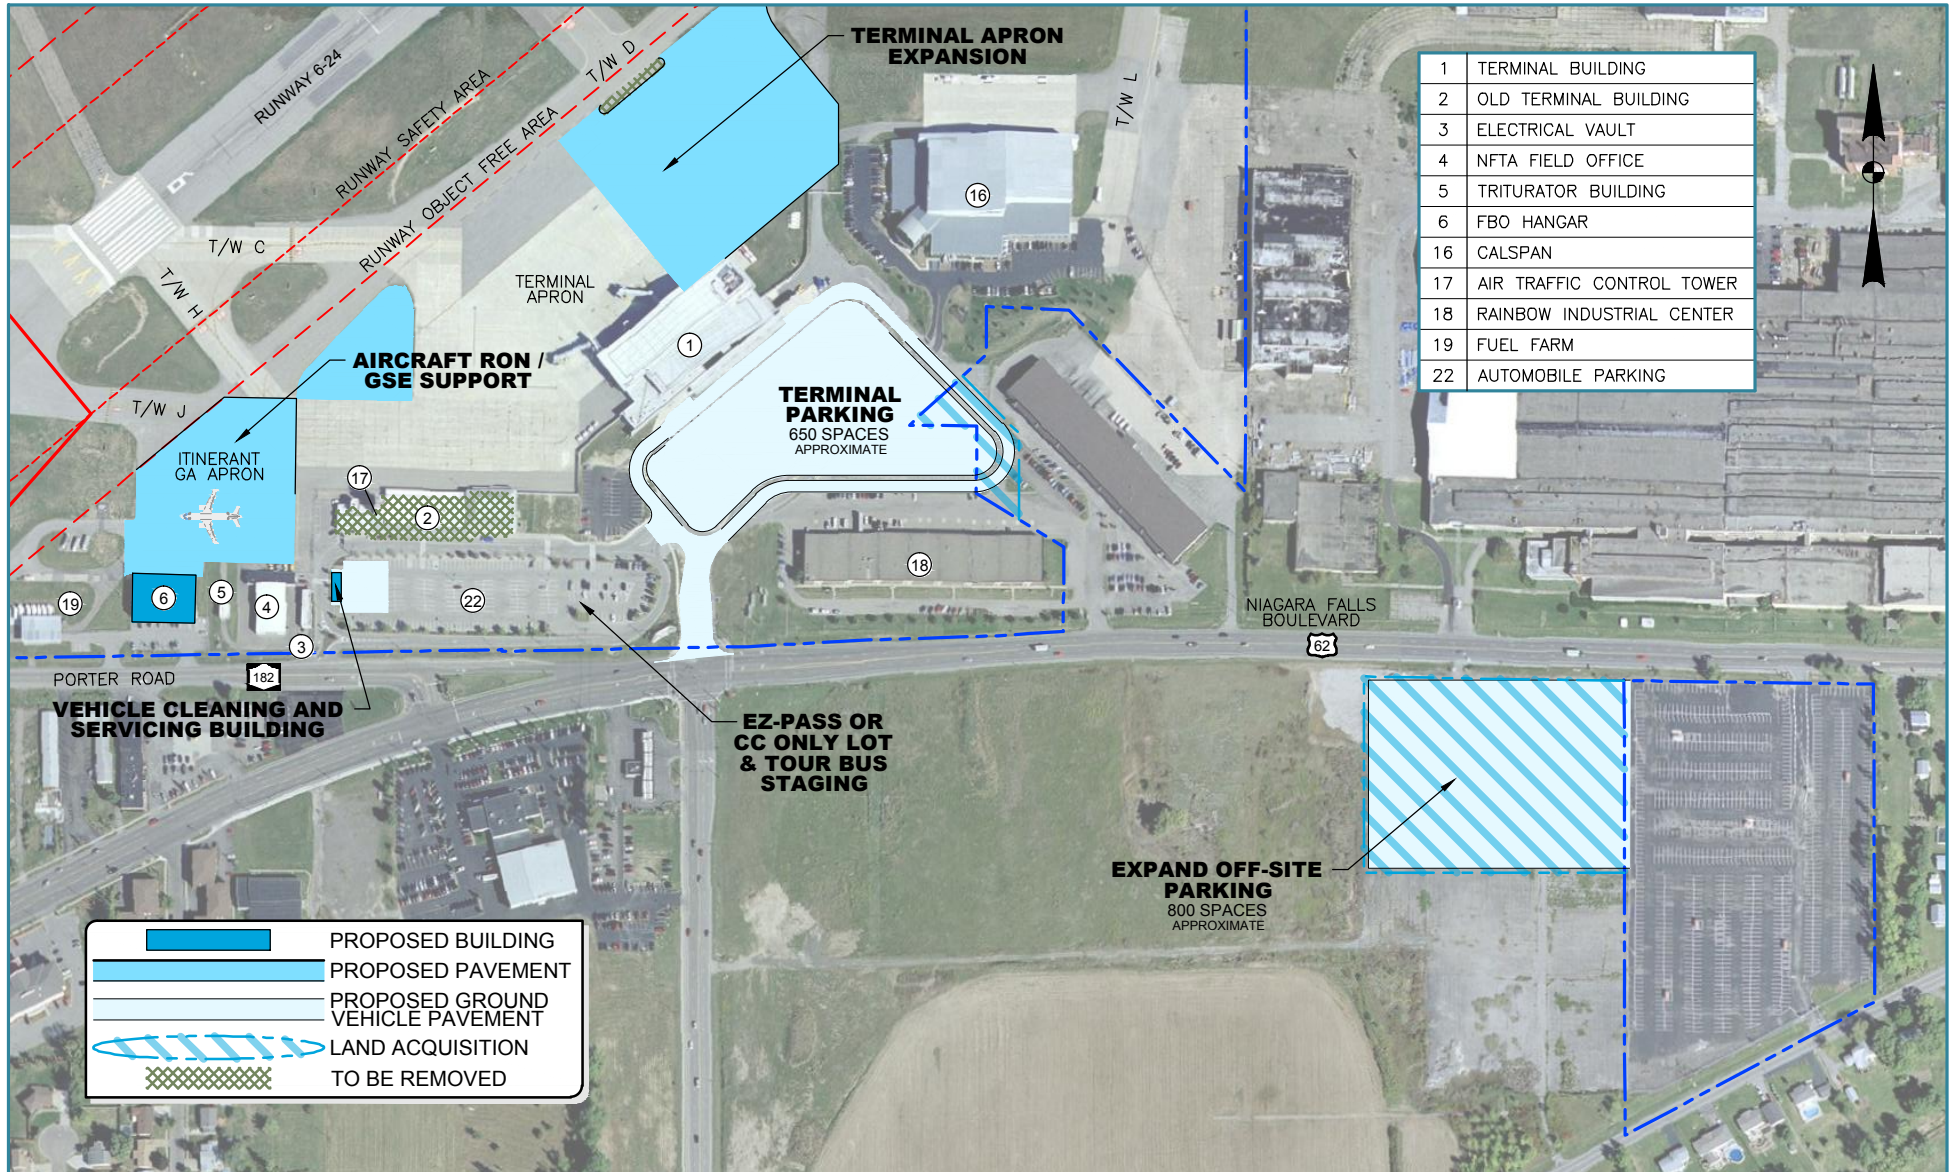 TERMINAL APRON
EXPANSION
1 TERMINAL BUILDING
2 OLD TERMINAL BUILDING
3 ELECTRICAL VAULT
4 NFTA FIELD OFFICE
5 TRITURATOR BUILDING
6 FBO HANGAR
16 CALSPAN
17 AIR TRAFFIC CONTROL TOWER
18 RAINBOW INDUSTRIAL CENTER
19 FUEL FARM
22 AUTOMOBILE PARKING
RUNWAY 6-24
RUNWAY SAFETY AREA
RUNWAY OBJECT FREE AREA
T/W D
T/W L
T/W C
T/W H
T/W J
16
TERMINAL
APRON
1
AIRCRAFT RON /
GSE SUPPORT
TERMINAL
PARKING
650 SPACES
APPROXIMATE
ITINERANT
GA APRON
17
2
18
19
6
5
4
22
3
NIAGARA FALLS
BOULEVARD
62
PORTER ROAD
182
VEHICLE CLEANING AND
SERVICING BUILDING
EZ-PASS OR
CC ONLY LOT
& TOUR BUS
STAGING
EXPAND OFF-SITE
PARKING
800 SPACES
APPROXIMATE
PROPOSED BUILDING
PROPOSED PAVEMENT
PROPOSED GROUND
VEHICLE PAVEMENT
LAND ACQUISITION
TO BE REMOVED